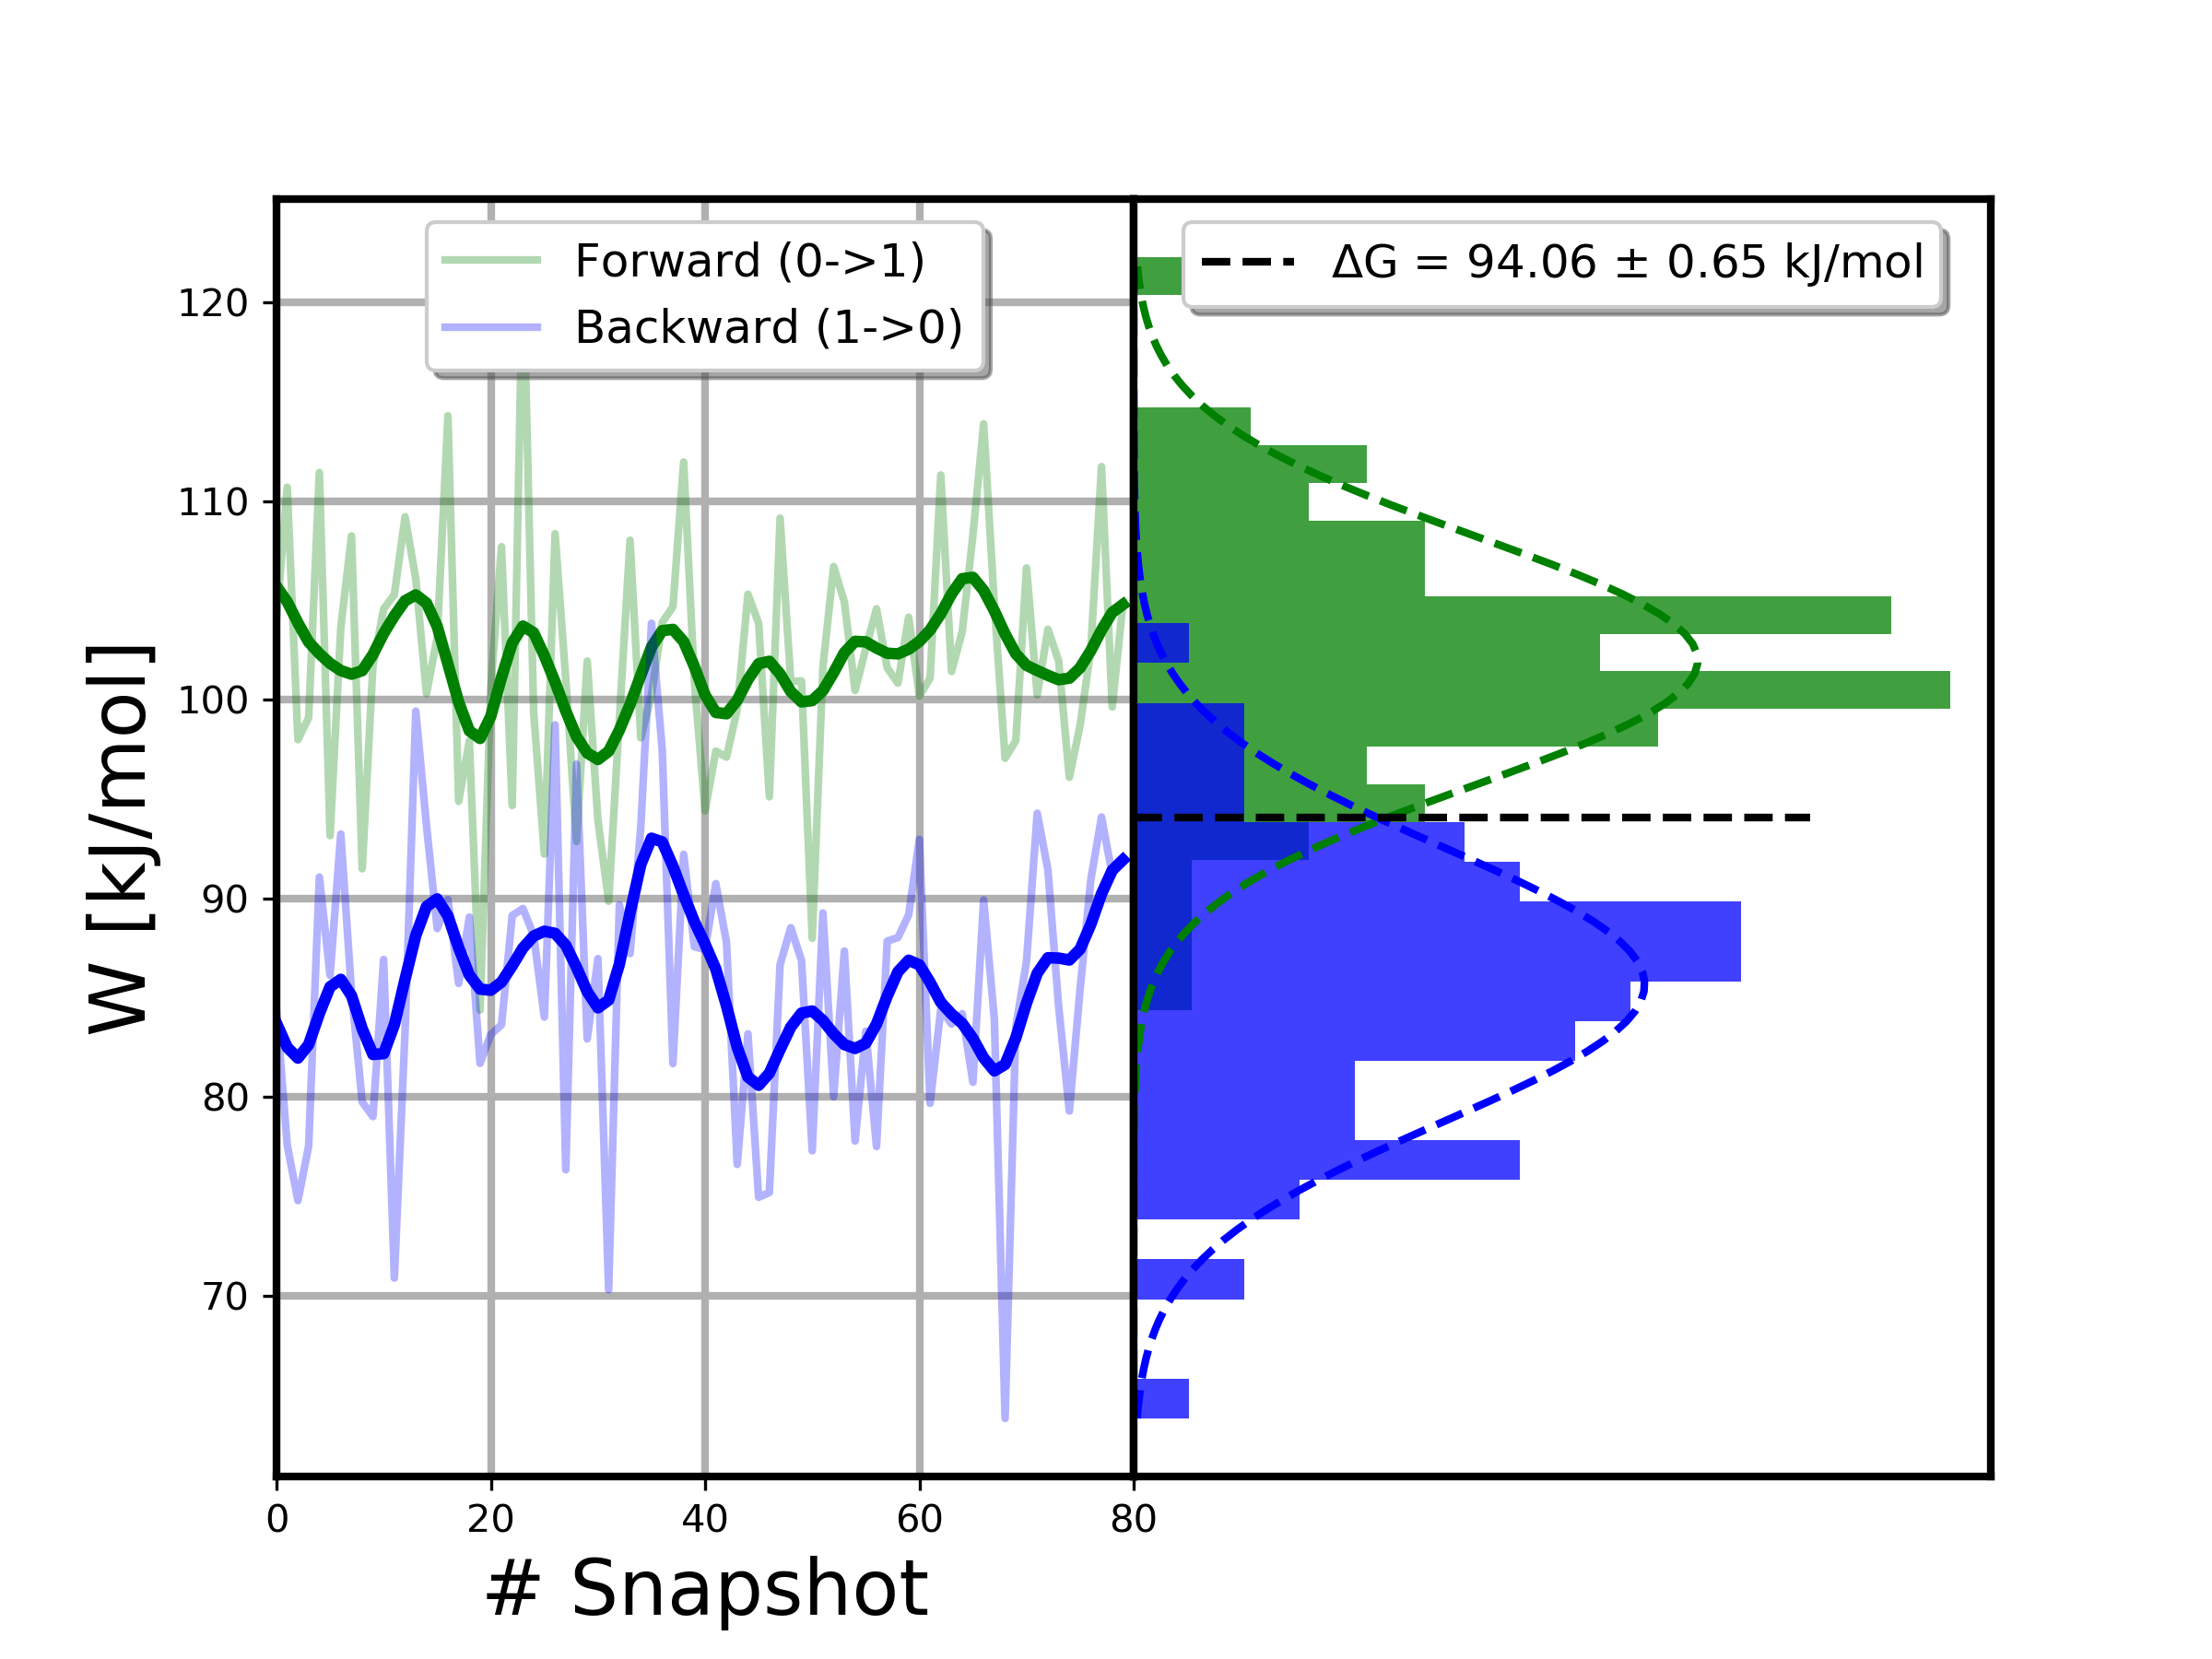 Forward (0->1)
Backward (1->0)
ΔG = 94.06 ± 0.65 kJ/mol
W [kJ/mol]
120
110
100
90
80
70
0
20
40
60
80
# Snapshot